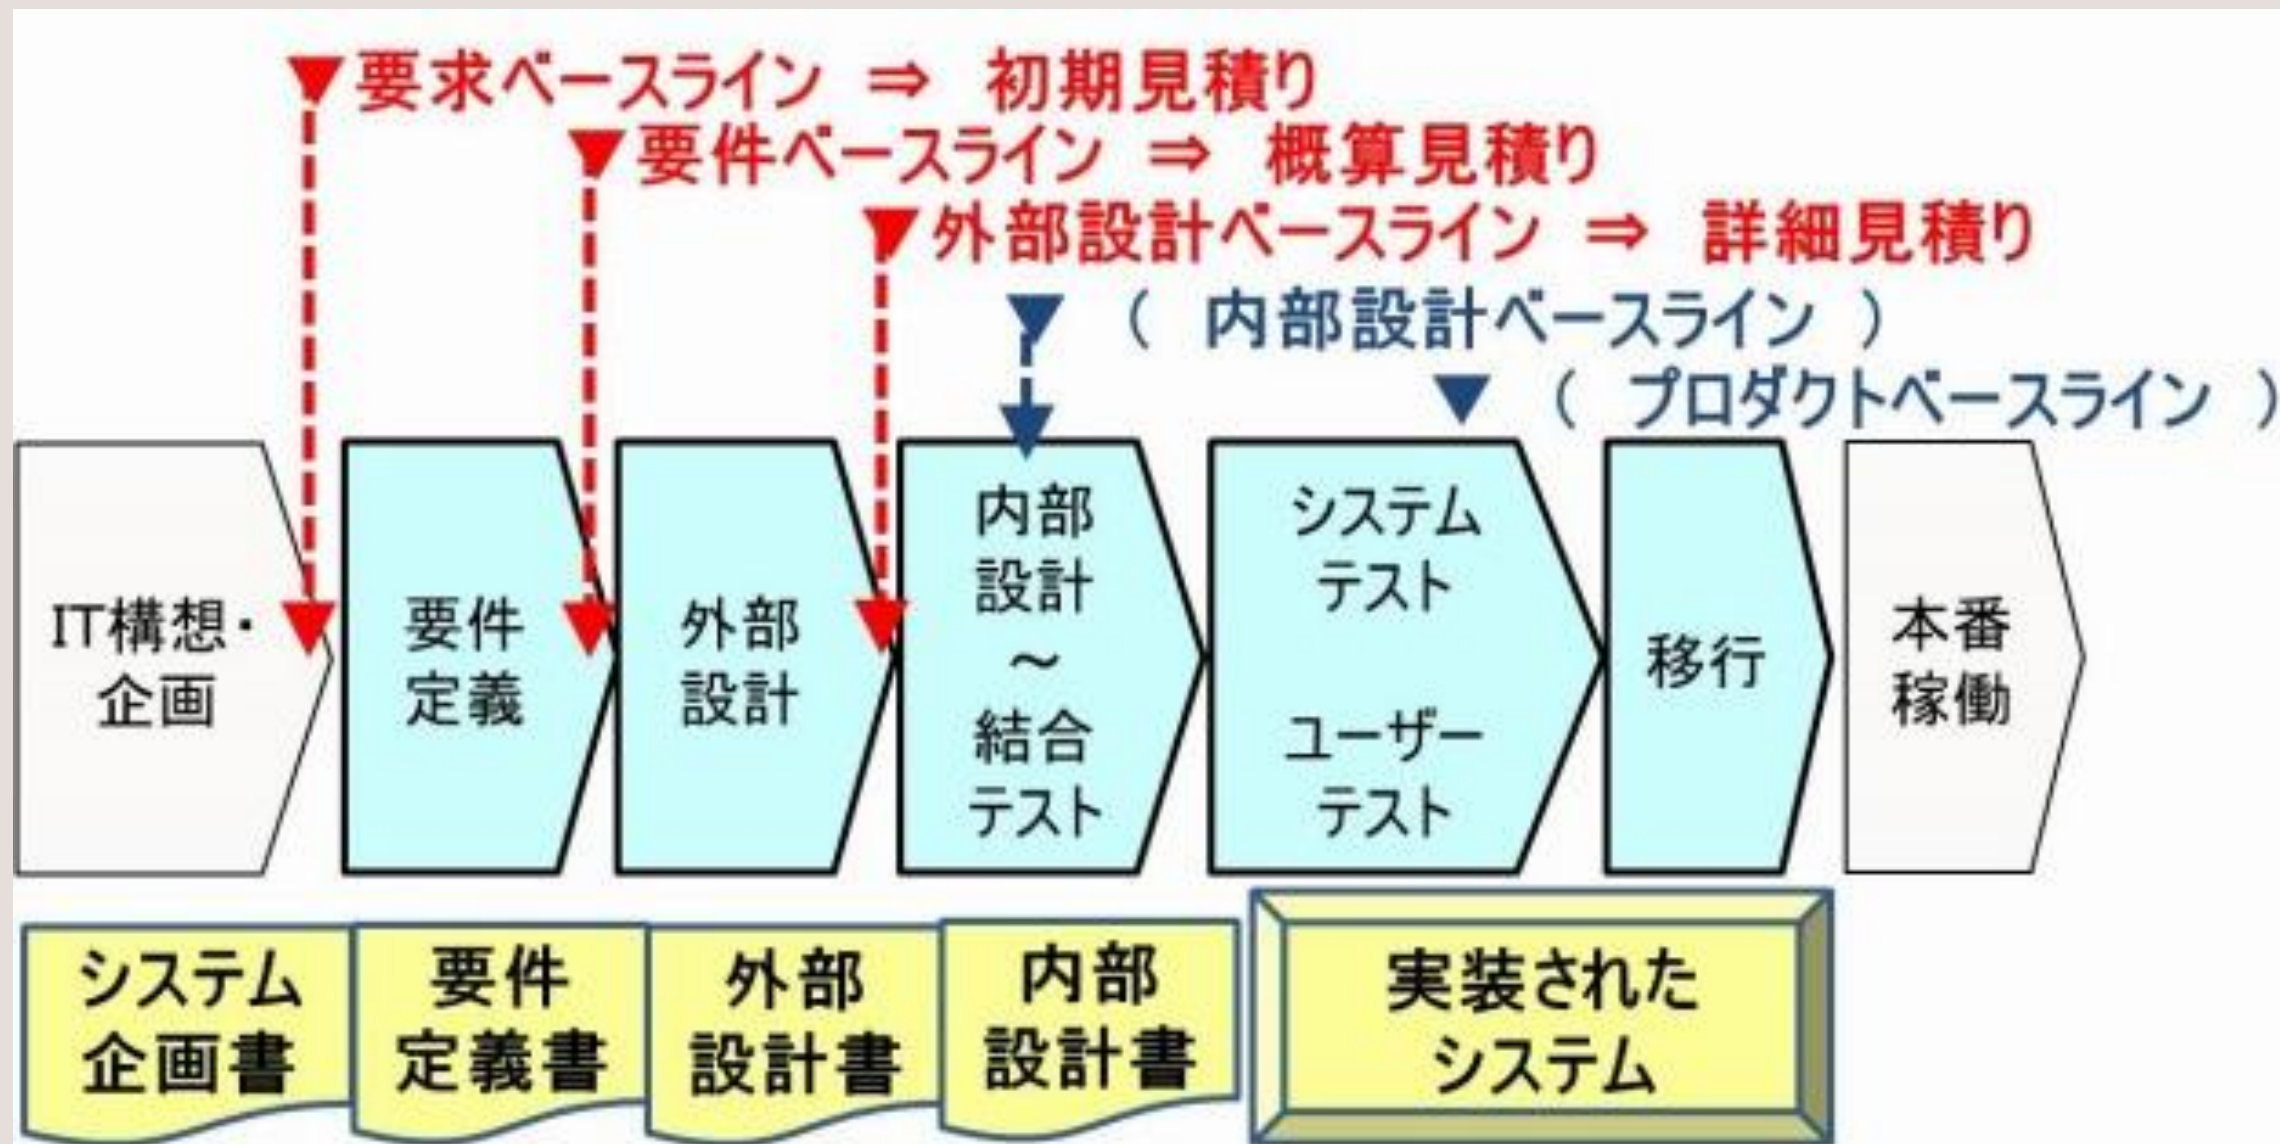 ▼要求ベースライン ⇒ 初期見積り
▼要件ベースライン ⇒ 概算見積り
▼外部設計ベースライン ⇒ 詳細見積り
▼ ( 内部設計ベースライン )
▼ ( プロダクトベースライン )
IT構想・
企画
要件
定義
外部
設計
内部
設計
~
結合
テスト
システム
テスト
ユーザー
テスト
移行
本番
稼働
システム
企画書
要件
定義書
外部
設計書
内部
設計書
実装された
システム